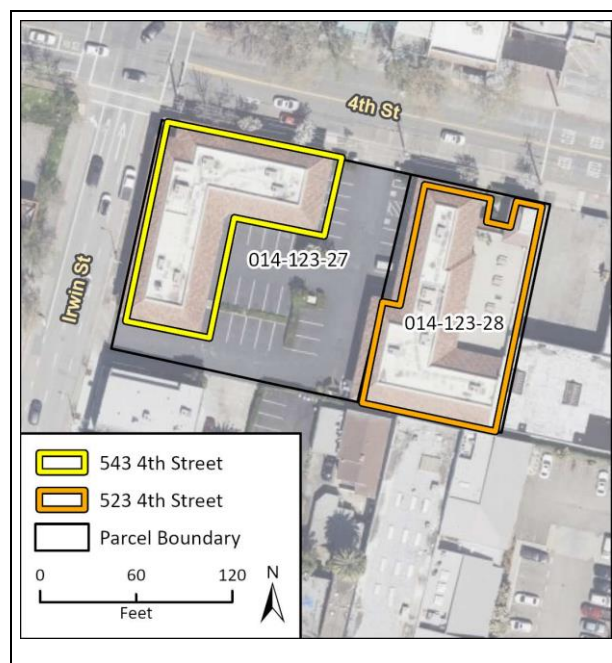 4th St
Irwin St
014-123-27
014-123-28
543 4th Street
523 4th Street
Parcel Boundary
0 60 120
Feet
N